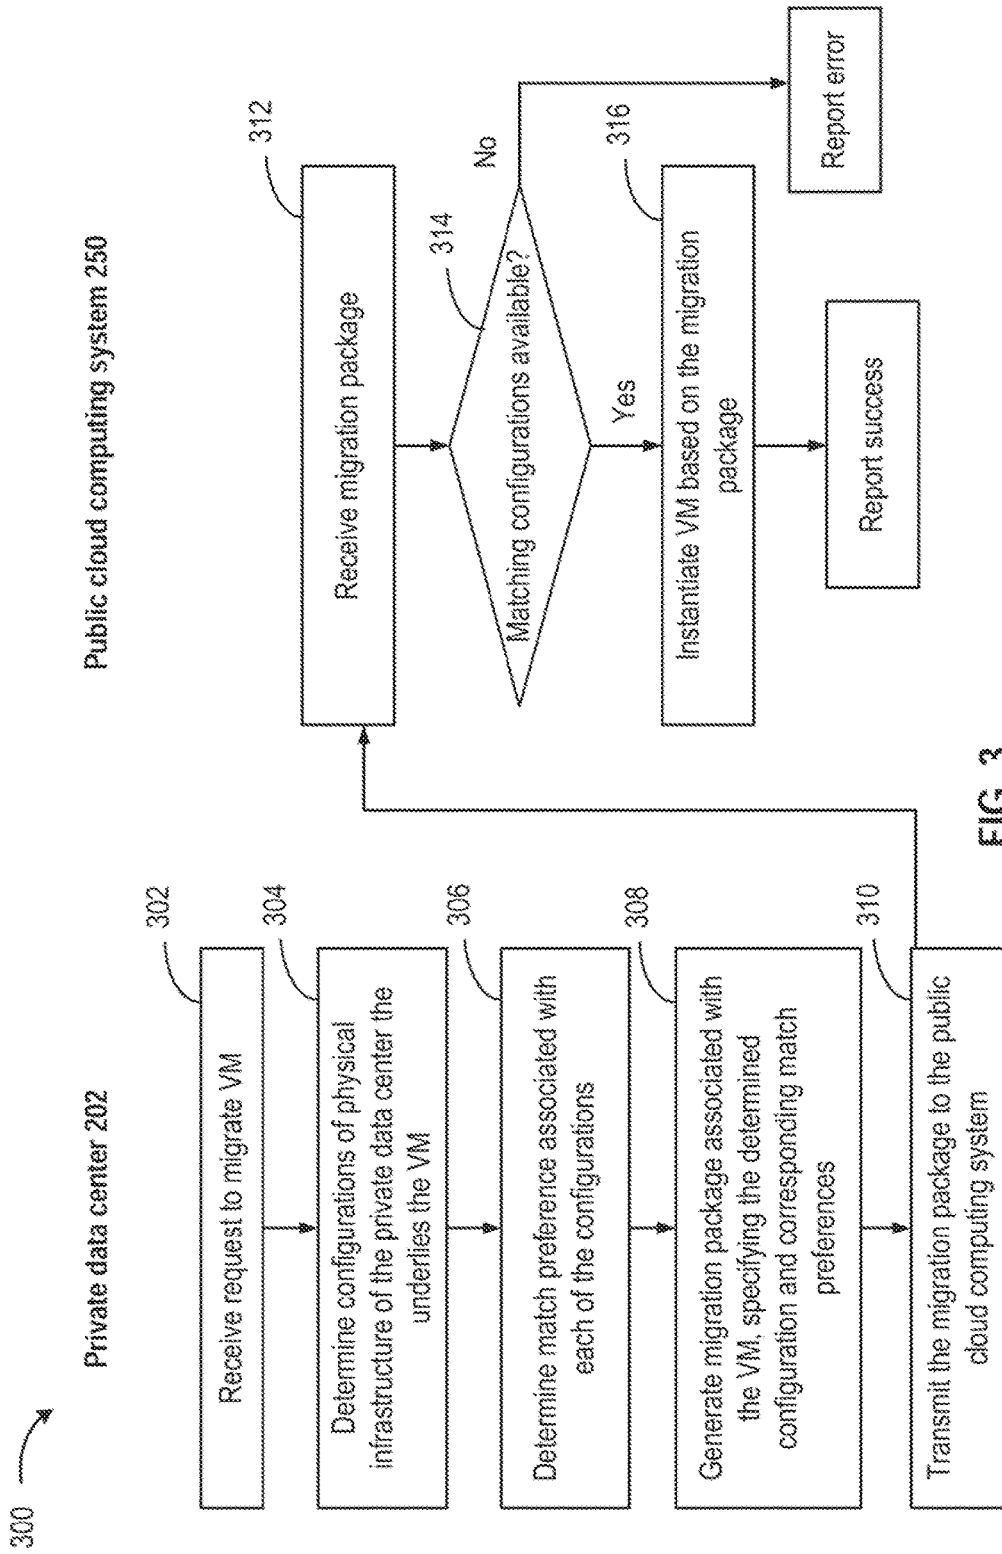 300
Private data center 202
Public cloud computing system 250
302
Receive request to migrate VM
304
Determine configurations of physical
infrastructure of the private data center the
underlies the VM
306
Determine match preference associated with
each of the configurations
308
Generate migration package associated with
the VM, specifying the determined
configuration and corresponding match
preferences
310
Transmit the migration package to the public
cloud computing system
312
Receive migration package
314
Matching configurations available?
No
Yes
316
Instantiate VM based on the migration
package
Report success
Report error
FIG. 3